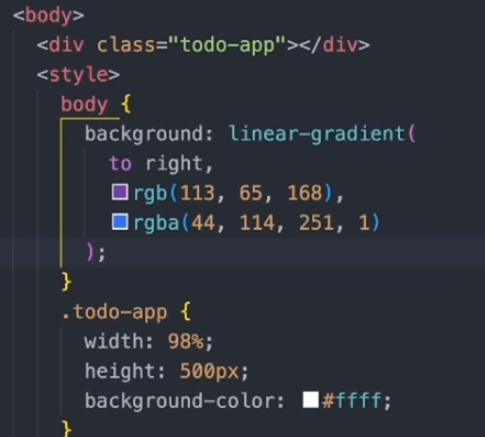 <body>
<div class="todo-app"></div>
<style>
body {
background: linear-gradient(
to right,
rgb(113, 65, 168),
rgba(44, 114, 251, 1)
);
}
.todo-app {
width: 98%;
height: 500px;
background-color: #ffff;
}